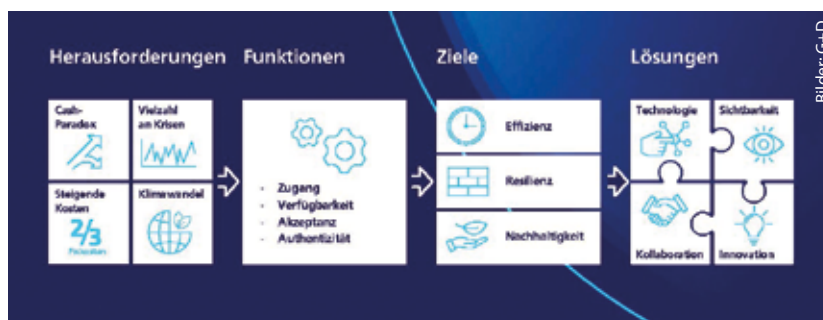 Herausforderungen
Funktionen
Ziele
Lösungen
Cash-
Paradox
Vielzahl
an Krisen
Steigende
Kosten
2/3
Klimawandel
- Zugang
- Verfügbarkeit
- Akzeptanz
- Authentizität
Effizienz
Resilienz
Nachhaltigkeit
Technologie
Sichtbarkeit
Kollaboration
Innovation
Bilder: G+D